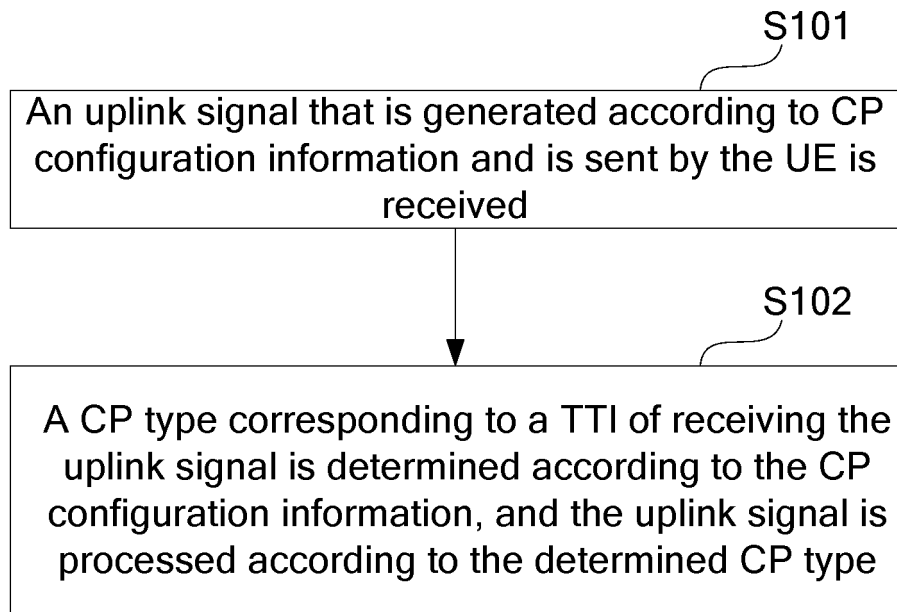 S101
An uplink signal that is generated according to CP
configuration information and is sent by the UE is
received
S102
A CP type corresponding to a TTI of receiving the
uplink signal is determined according to the CP
configuration information, and the uplink signal is
processed according to the determined CP type